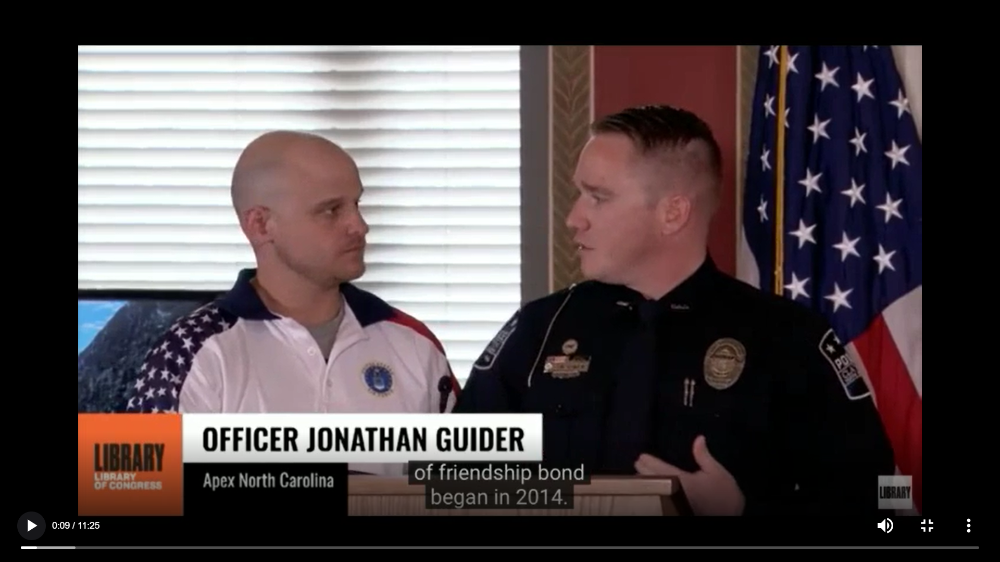 OFFICER JONATHAN GUIDER
LIBRARY
LIBRARY
OF CONGRESS
Apex North Carolina
of friendship bond
began in 2014.
LIBRARY
0:09 / 11:25